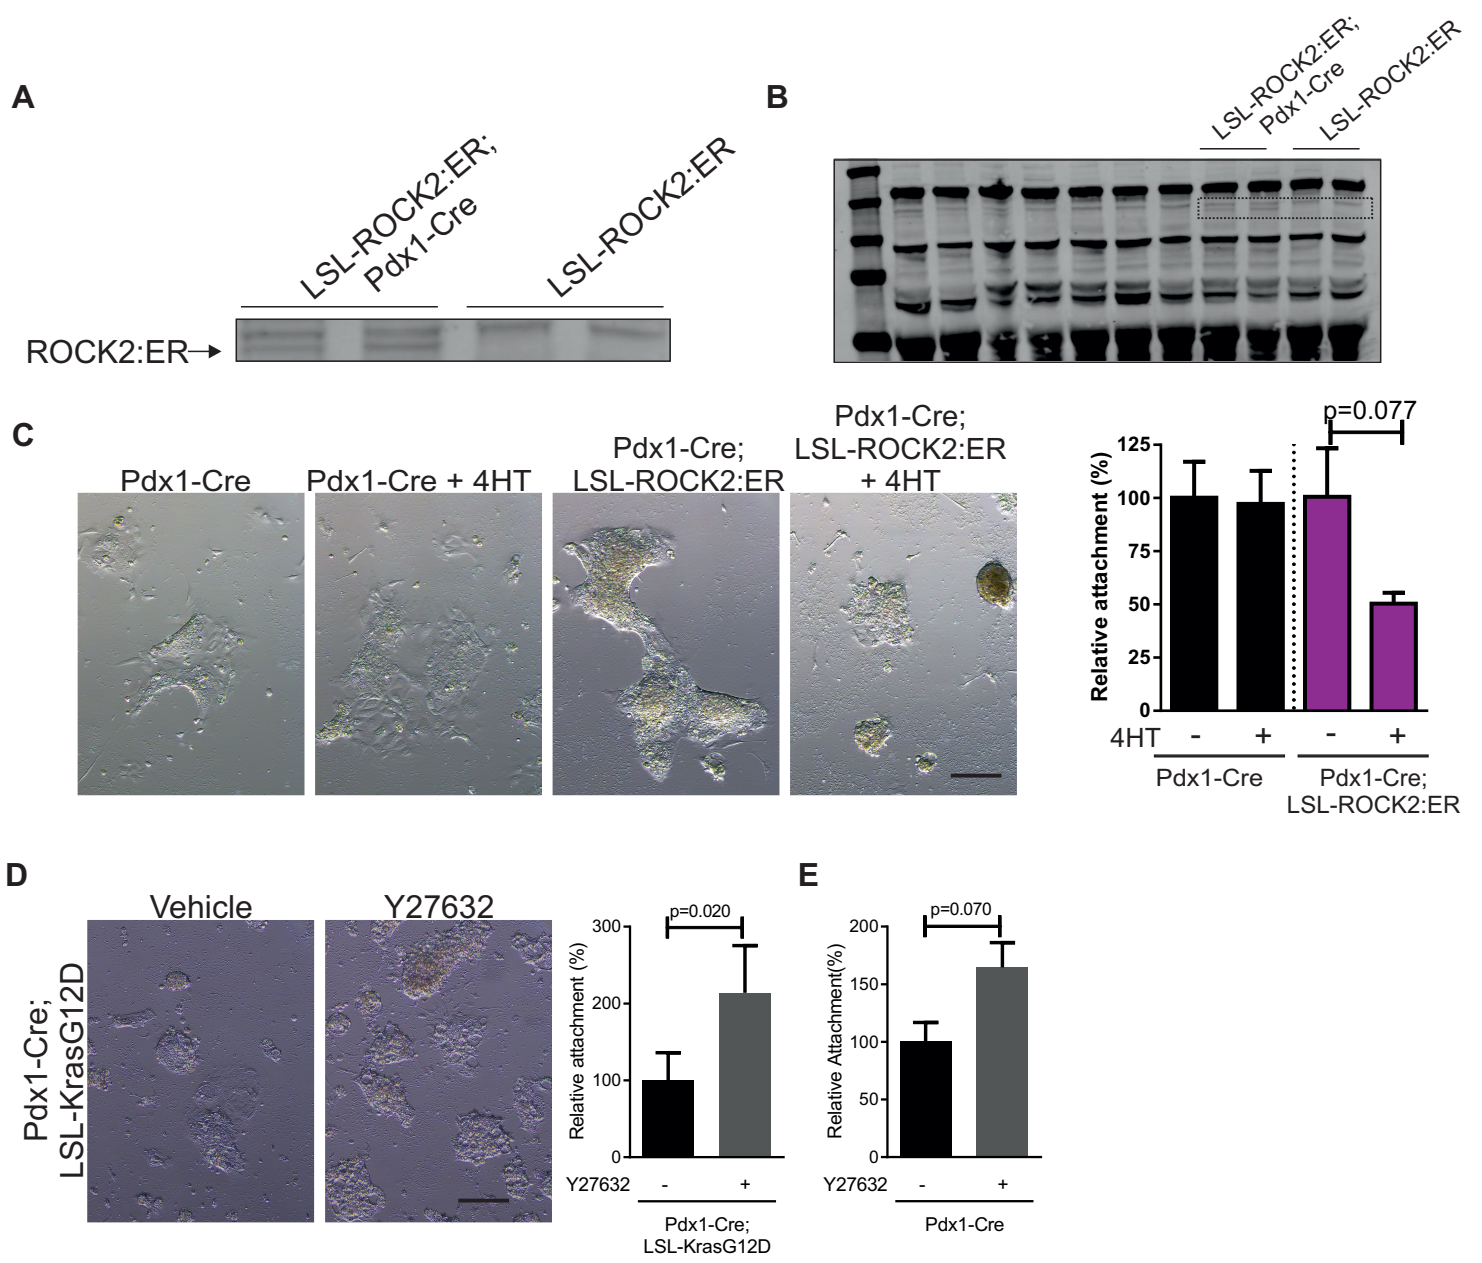 A
LSL-ROCK2:ER;
Pdx1-Cre
LSL-ROCK2:ER
ROCK2:ER
B
LSL-ROCK2:ER;
Pdx1-Cre
LSL-ROCK2:ER
C
Pdx1-Cre
Pdx1-Cre + 4HT
Pdx1-Cre;
LSL-ROCK2:ER
Pdx1-Cre;
LSL-ROCK2:ER
+ 4HT
p=0.077
Relative attachment (%)
125
100
75
50
25
0
4HT - + - +
Pdx1-Cre
Pdx1-Cre;
LSL-ROCK2:ER
D
Vehicle
Y27632
Pdx1-Cre;
LSL-KrasG12D
p=0.020
Relative attachment (%)
300
200
100
0
Y27632 - +
Pdx1-Cre;
LSL-KrasG12D
E
p=0.070
Relative Attachment(%)
200
150
100
50
0
Y27632 - +
Pdx1-Cre